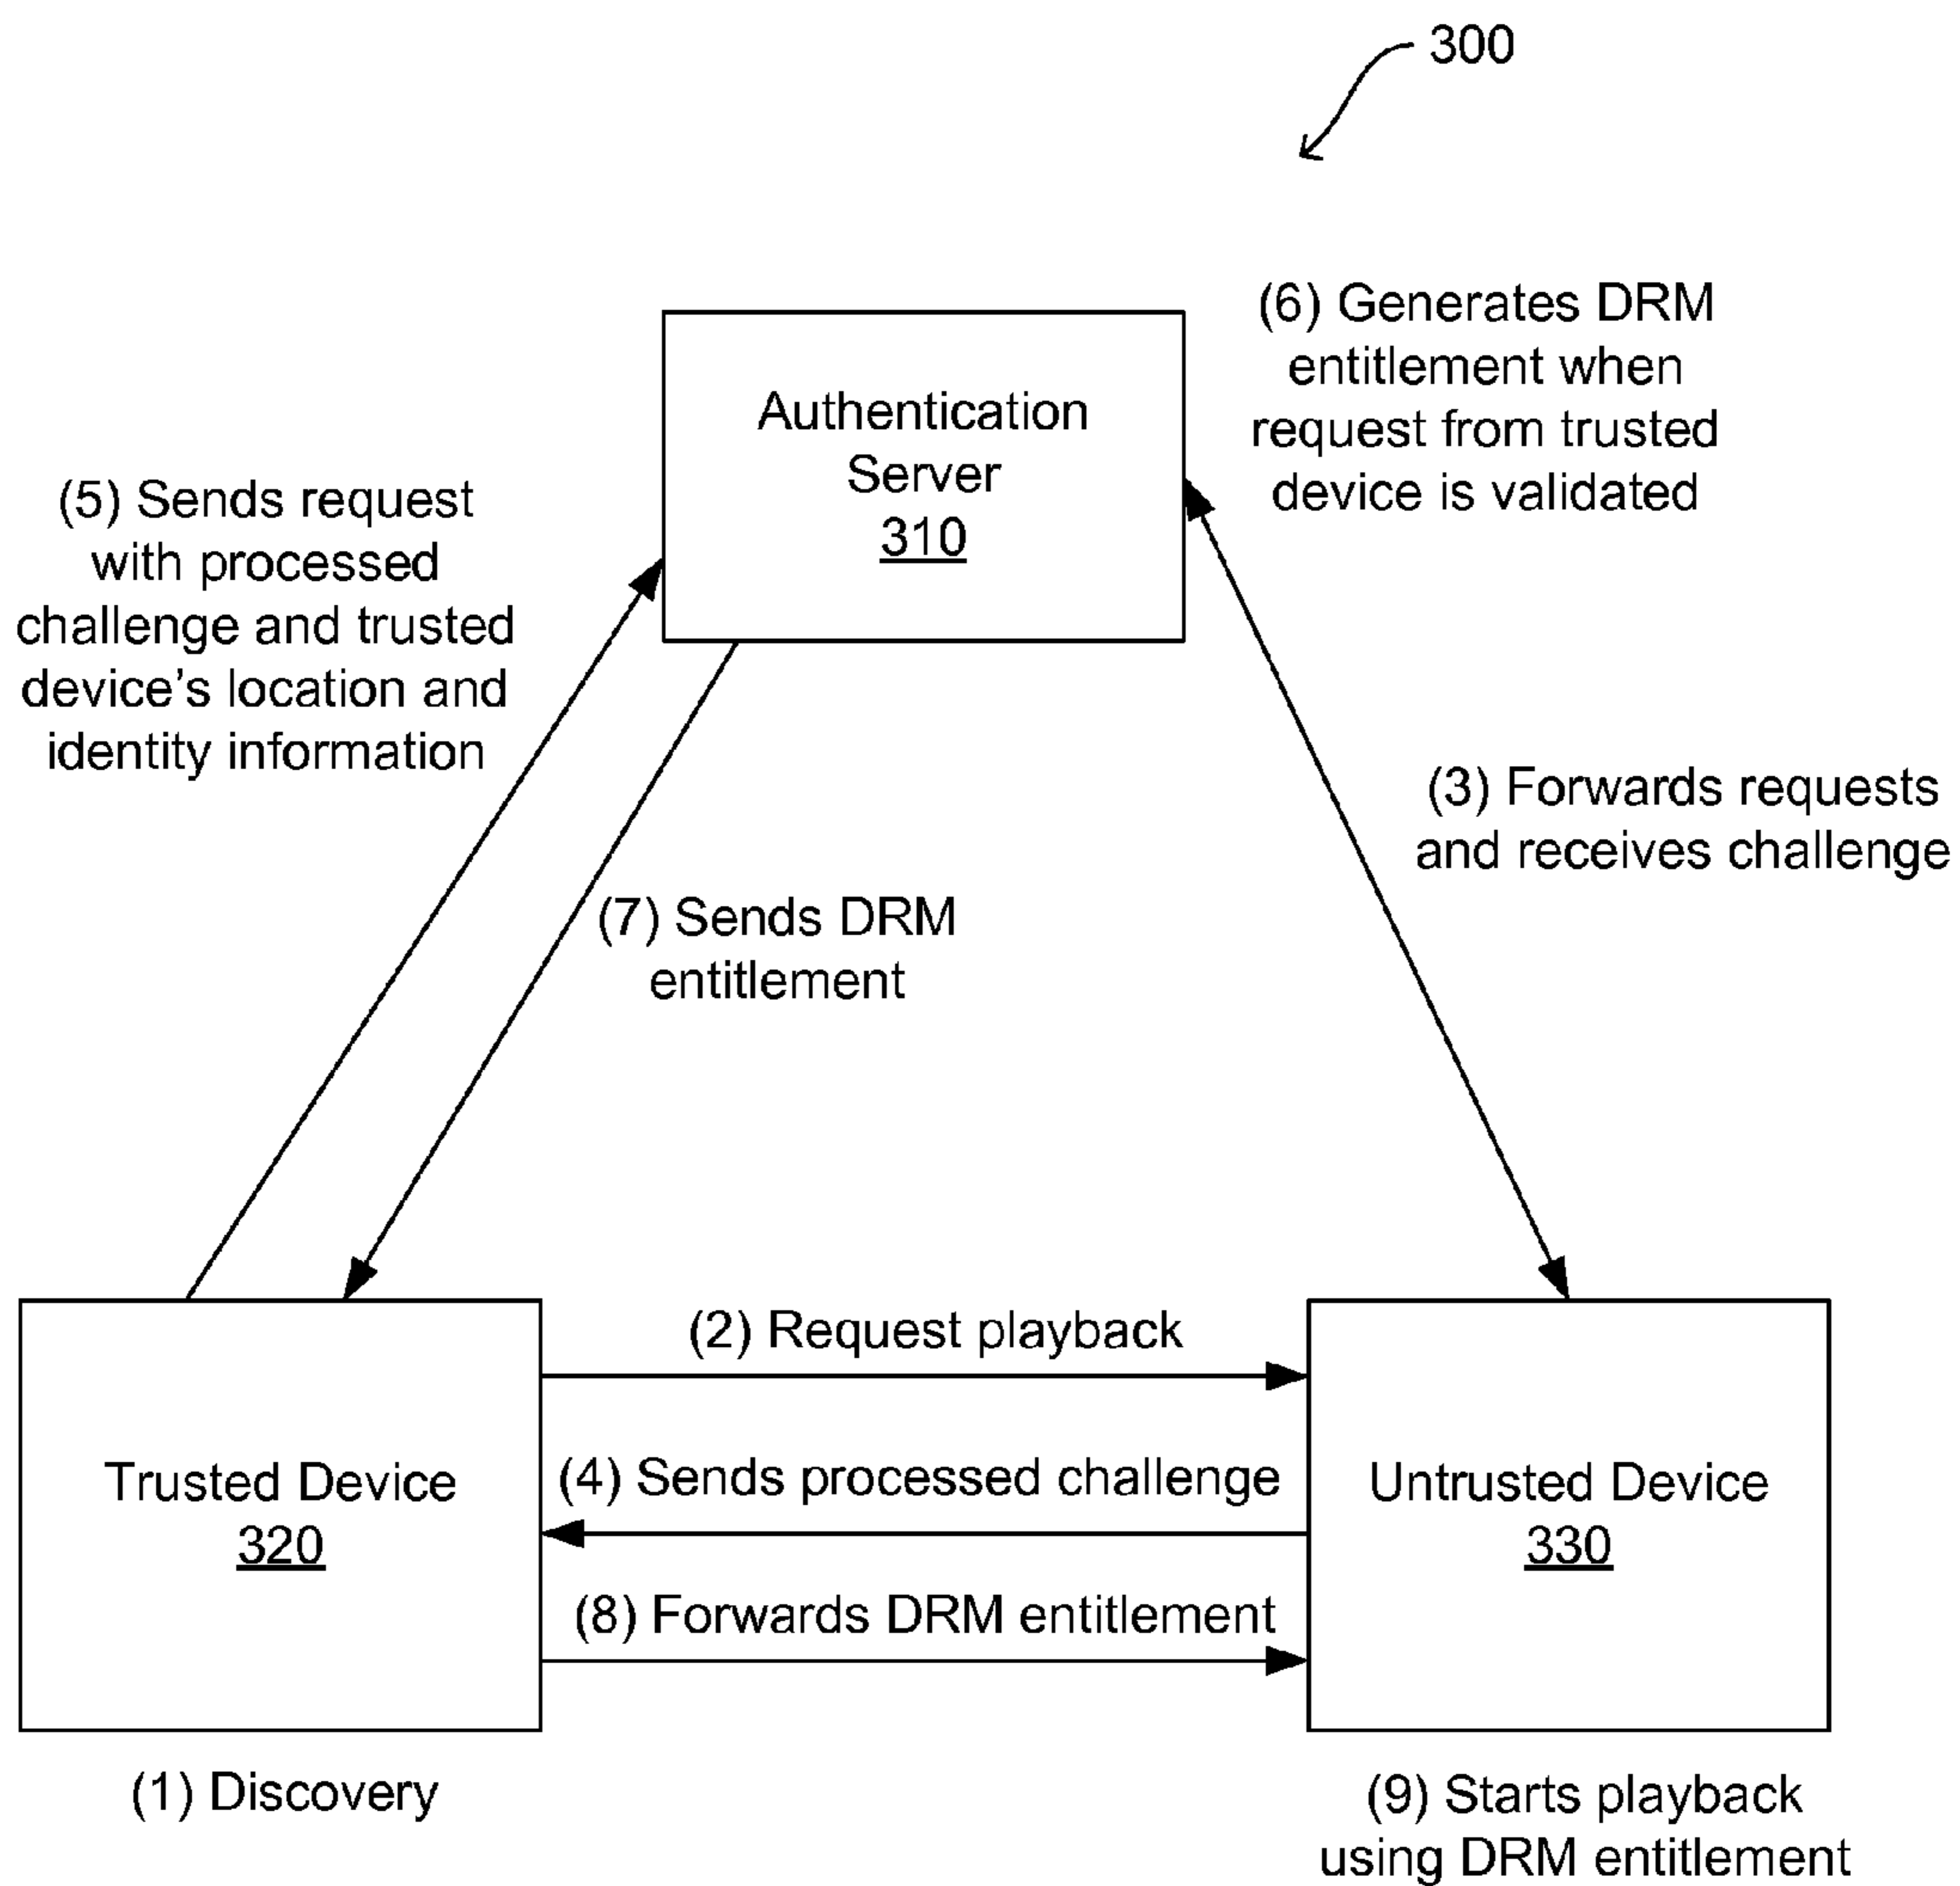 300
(6) Generates DRM
entitlement when
request from trusted
device is validated
Authentication
Server
310
(5) Sends request
with processed
challenge and trusted
device's location and
identity information
(3) Forwards requests
and receives challenge
(7) Sends DRM
entitlement
(2) Request playback
Trusted Device
320
(4) Sends processed challenge
Untrusted Device
330
(8) Forwards DRM entitlement
(1) Discovery
(9) Starts playback
using DRM entitlement